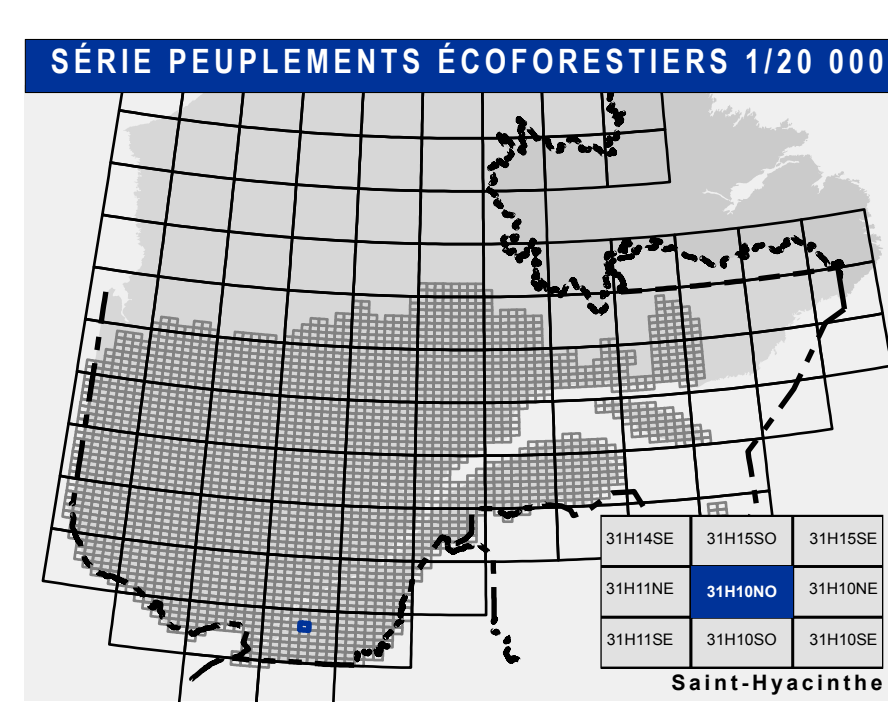 SÉRIE PEUPLEMENTS ÉCOFORESTIERS 1/20 000
31H14SE 31H15SO 31H15SE
31H11NE 31H10NO 31H10NE
31H11SE 31H10SO 31H10SE
Saint-Hyacinthe